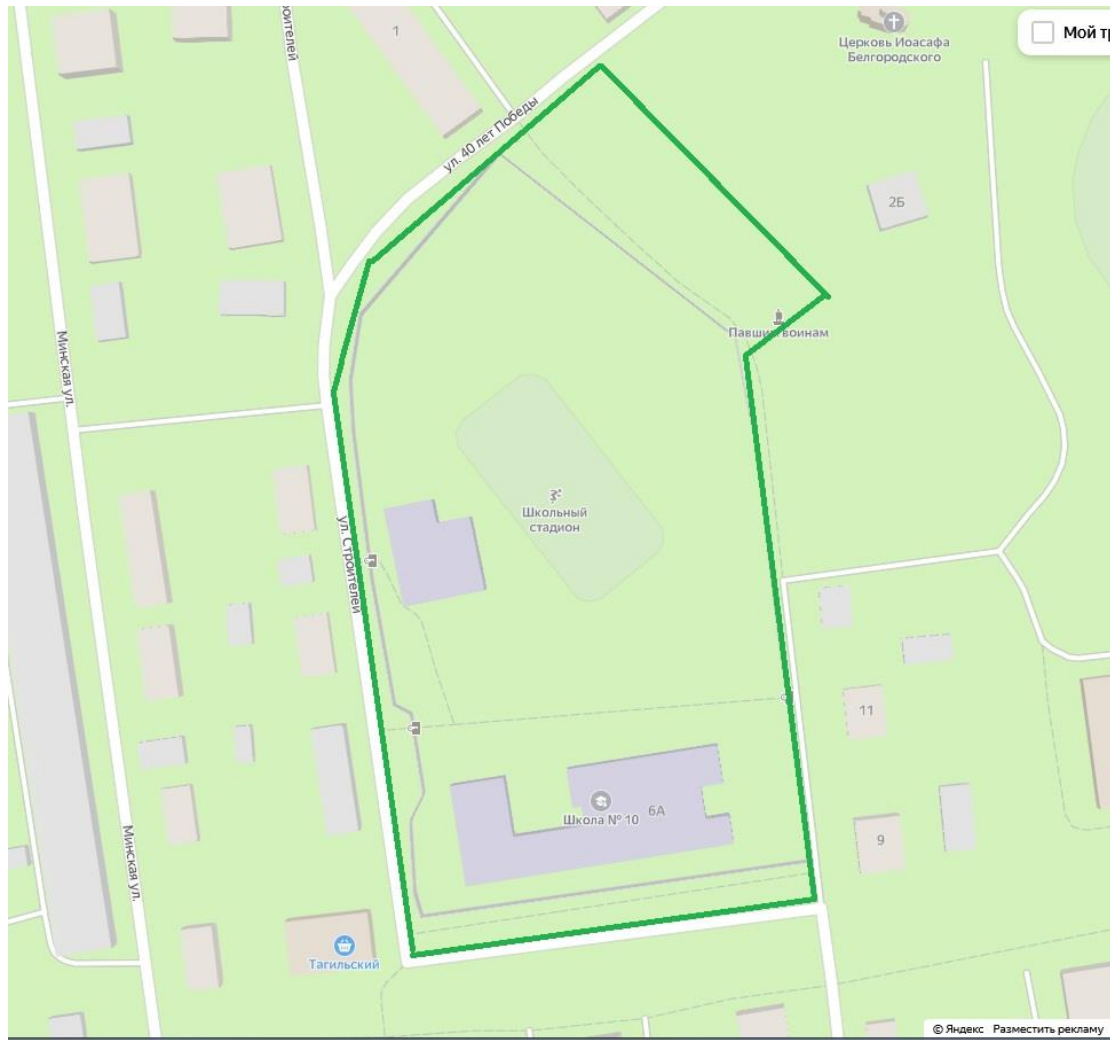 Мой тр
Церковь Иоасафа
Белгородского
1
роителей
ул. 40 лет Победы
2Б
Павшим воинам
Минская ул.
Школьный
стадион
ул. Строителей
11
6А
Школа № 10
9
Минская ул.
Тагильский
© Яндекс Разместить рекламу